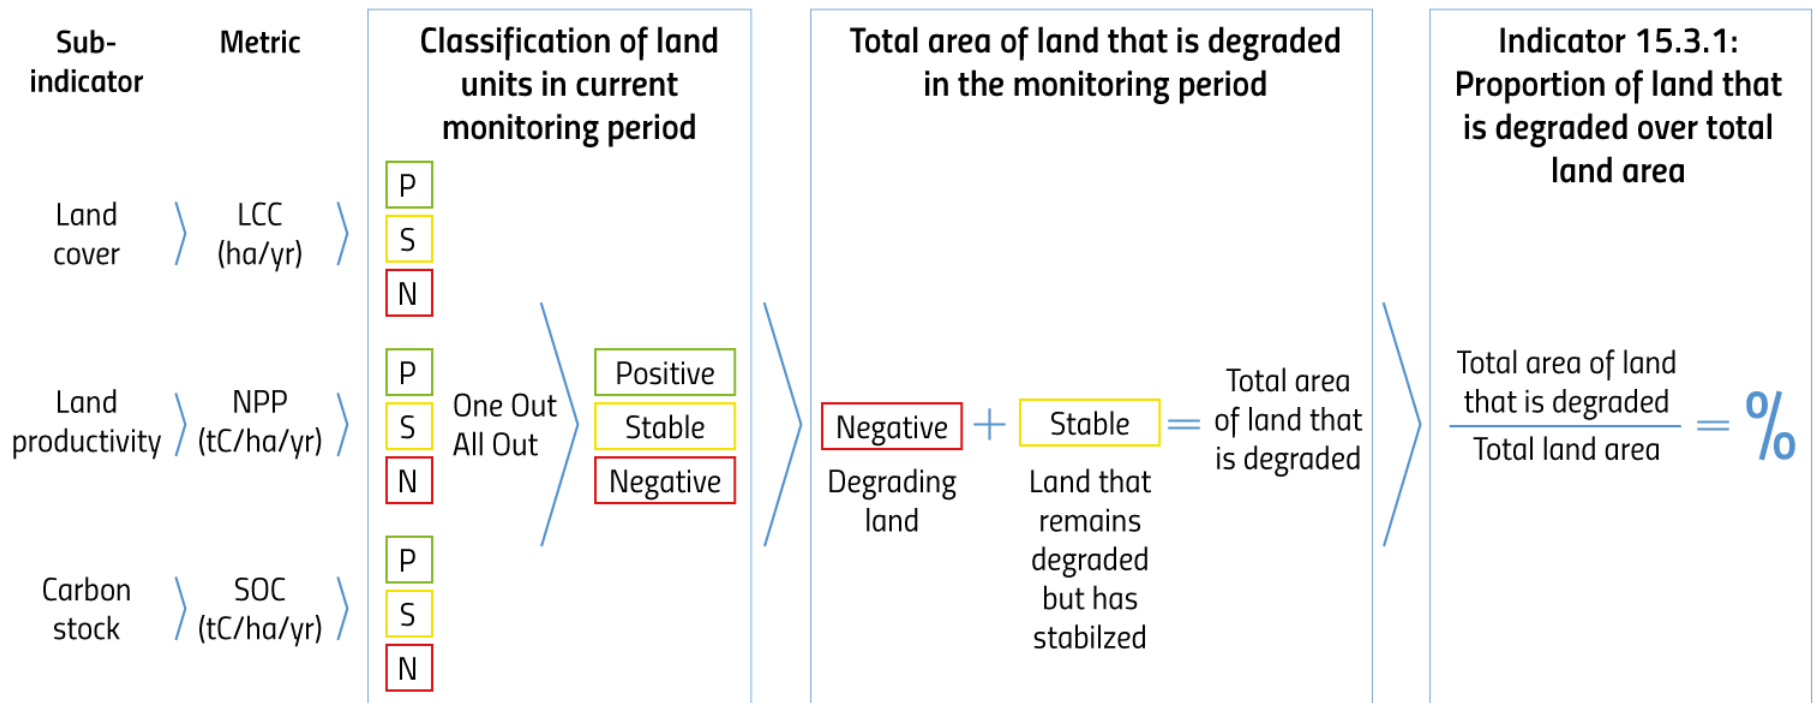 Sub-
indicator
Metric
Classification of land
units in current
monitoring period
Total area of land that is degraded
in the monitoring period
Indicator 15.3.1:
Proportion of land that
is degraded over total
land area
Land
cover
LCC
(ha/yr)
P
S
N
Land
productivity
NPP
(tC/ha/yr)
P
S
N
One Out
All Out
Positive
Stable
Negative
Carbon
stock
SOC
(tC/ha/yr)
P
S
N
Negative
Degrading
land
+
Stable
Land that
remains
degraded
but has
stabilzed
=
Total area
of land that
is degraded
Total area of land
that is degraded
Total land area
= %